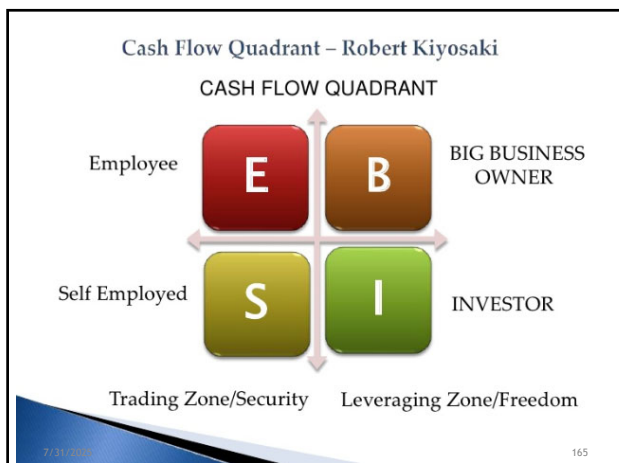 Cash Flow Quadrant – Robert Kiyosaki
CASH FLOW QUADRANT
Employee
E
B
BIG BUSINESS
OWNER
Self Employed
S
I
INVESTOR
Trading Zone/Security
Leveraging Zone/Freedom
165